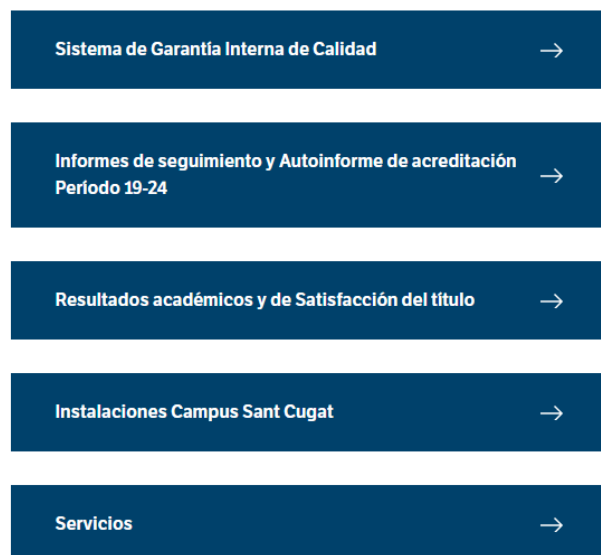 Sistema de Garantía Interna de Calidad
Informes de seguimiento y Autoinforme de acreditación
Período 19-24
Resultados académicos y de Satisfacción del título
Instalaciones Campus Sant Cugat
Servicios